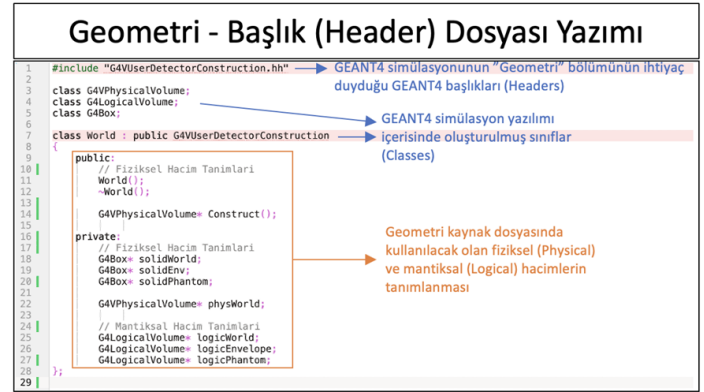 Geometri - Başlık (Header) Dosyası Yazımı
1 #include "G4VUserDetectorConstruction.hh"
2
3 class G4VPhysicalVolume;
4 class G4LogicalVolume;
5 class G4Box;
6
7 class World : public G4VUserDetectorConstruction
8 {
9 public:
10 // Fiziksel Hacim Tanimlari
11 World();
12 ~World();
13
14 G4VPhysicalVolume* Construct();
15
16 private:
17 // Fiziksel Hacim Tanimlari
18 G4Box* solidWorld;
19 G4Box* solidEnv;
20 G4Box* solidPhantom;
21
22 G4VPhysicalVolume* physWorld;
23
24 // Mantiksal Hacim Tanimlari
25 G4LogicalVolume* logicWorld;
26 G4LogicalVolume* logicEnvelope;
27 G4LogicalVolume* logicPhantom;
28 };
29
GEANT4 simülasyonunun ”Geometri” bölümünün ihtiyaç
duyduğu GEANT4 başlıkları (Headers)
GEANT4 simülasyon yazılımı
içerisinde oluşturulmuş sınıflar
(Classes)
Geometri kaynak dosyasında
kullanılacak olan fiziksel (Physical)
ve mantiksal (Logical) hacimlerin
tanımlanması